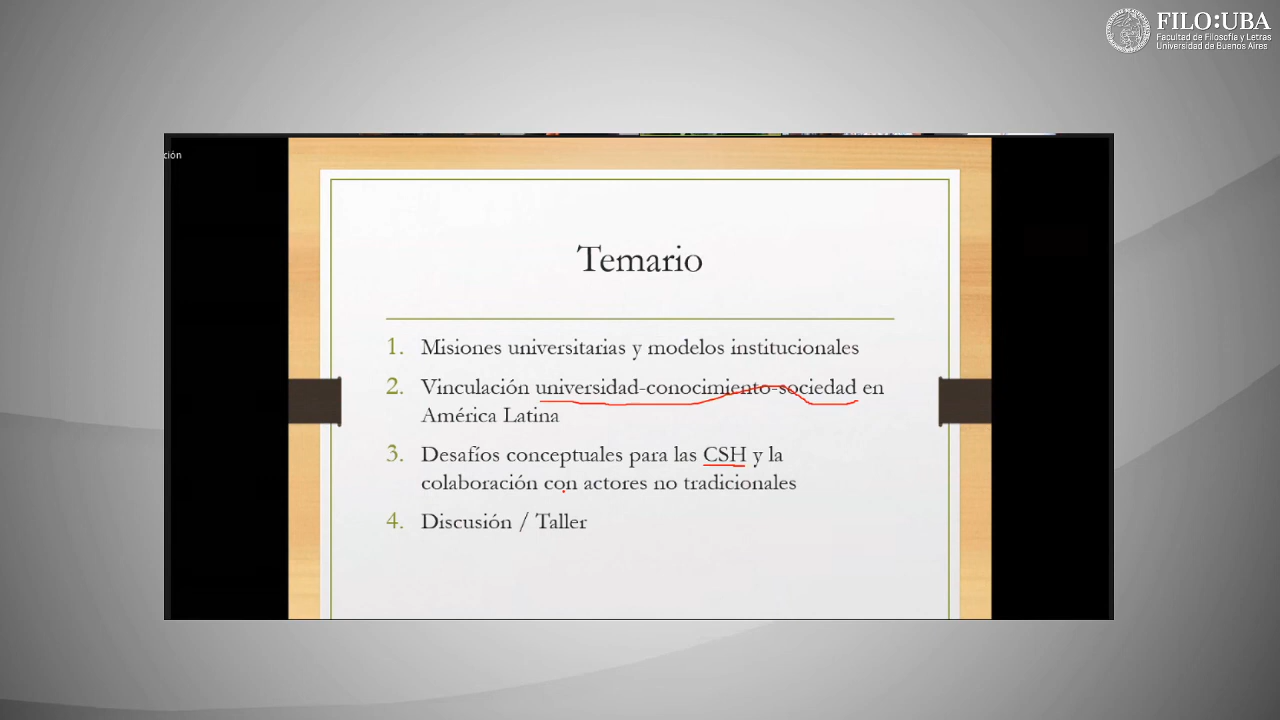 FILO:UBA
Facultad de Filosofía y Letras
Universidad de Buenos Aires
ción
Temario
1. Misiones universitarias y modelos institucionales
2. Vinculación universidad-conocimiento-sociedad en
América Latina
3. Desafíos conceptuales para las CSH y la
colaboración con actores no tradicionales
4. Discusión / Taller